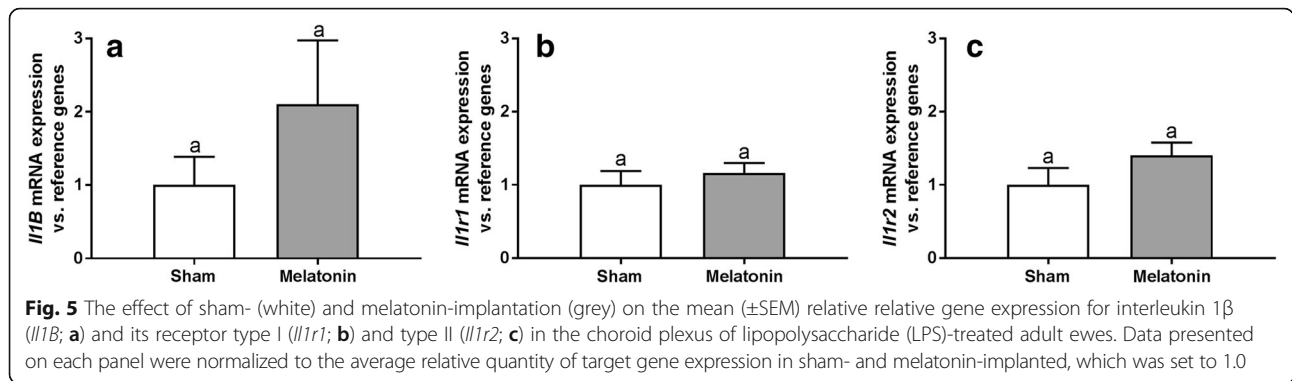 a
Il1B mRNA expression
vs. reference genes
3
2
1
0
a
a
Sham
Melatonin
b
Il1r1 mRNA expression
vs. reference genes
3
2
1
0
a
a
Sham
Melatonin
c
Il1r2 mRNA expression
vs. reference genes
3
2
1
0
a
a
Sham
Melatonin
Fig. 5 The effect of sham- (white) and melatonin-implantation (grey) on the mean (±SEM) relative relative gene expression for interleukin 1β
(Il1B; a) and its receptor type I (Il1r1; b) and type II (Il1r2; c) in the choroid plexus of lipopolysaccharide (LPS)-treated adult ewes. Data presented
on each panel were normalized to the average relative quantity of target gene expression in sham- and melatonin-implanted, which was set to 1.0